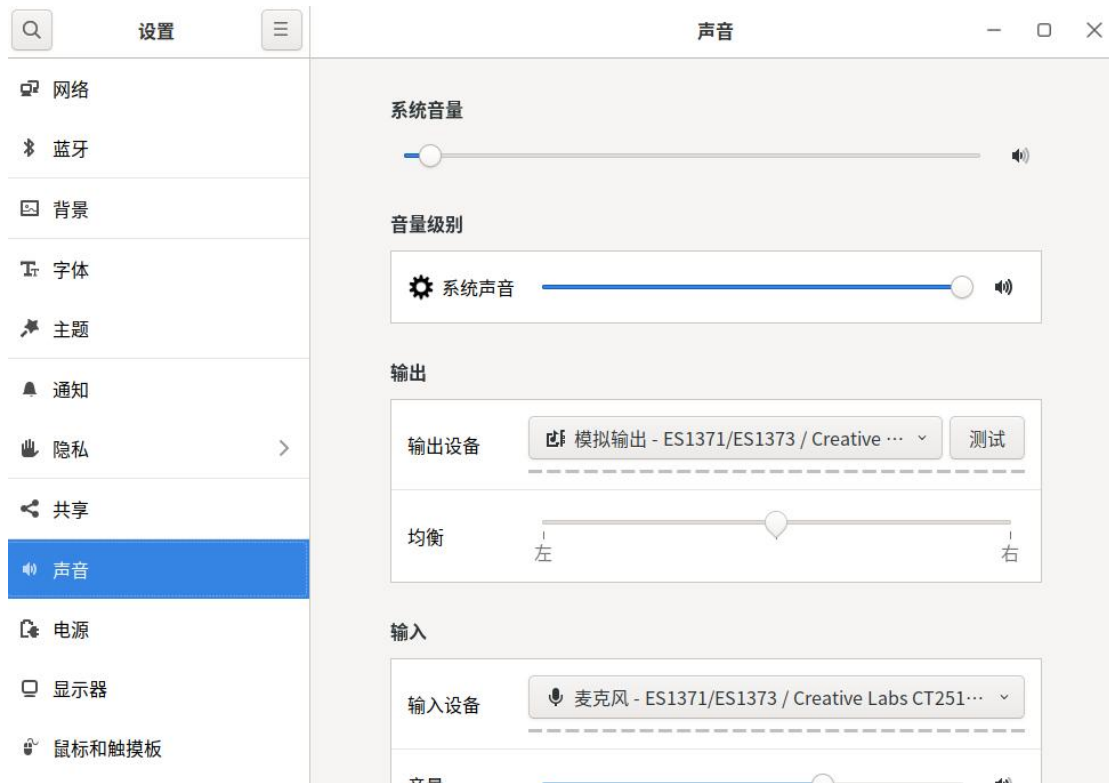 设置
声音
网络
蓝牙
背景
字体
主题
通知
隐私
共享
声音
电源
显示器
鼠标和触摸板
系统音量
音量级别
系统声音
输出
输出设备
模拟输出 - ES1371/ES1373 / Creative ···
测试
均衡
左
右
输入
输入设备
麦克风 - ES1371/ES1373 / Creative Labs CT251···
音量